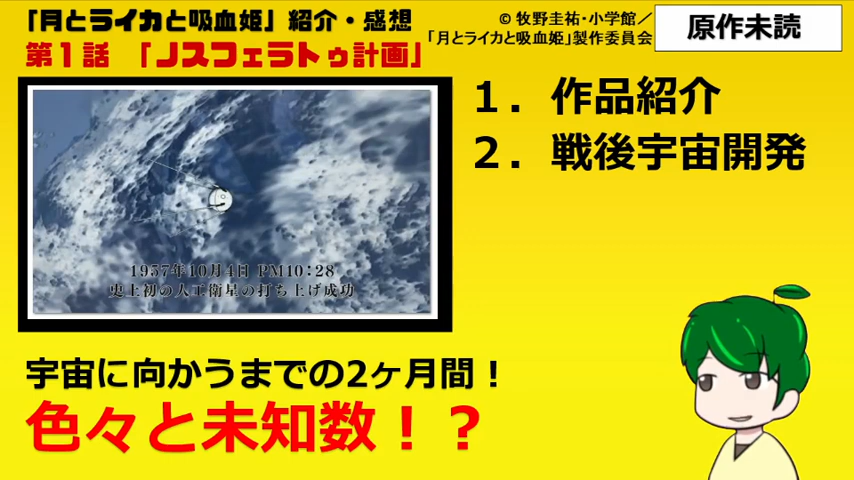 「月とライカと吸血姫」紹介・感想
第１話 「ノスフェラトゥ計画」
© 牧野圭祐・小学館／
「月とライカと吸血姫」製作委員会
原作未読
１．作品紹介
２．戦後宇宙開発
1957年10月4日 PM10：28
史上初の人工衛星の打ち上げ成功
宇宙に向かうまでの2ヶ月間！
色々と未知数！？